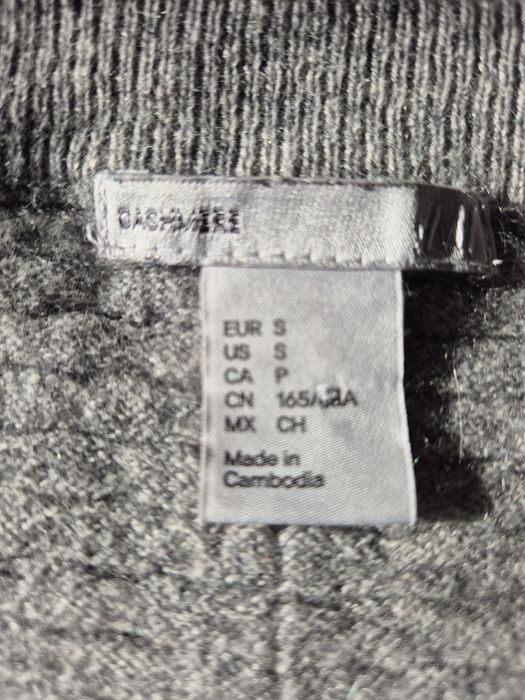 CASHMERE
EUR S
US S
CA P
CN
MX CH
Made in
Cambodia